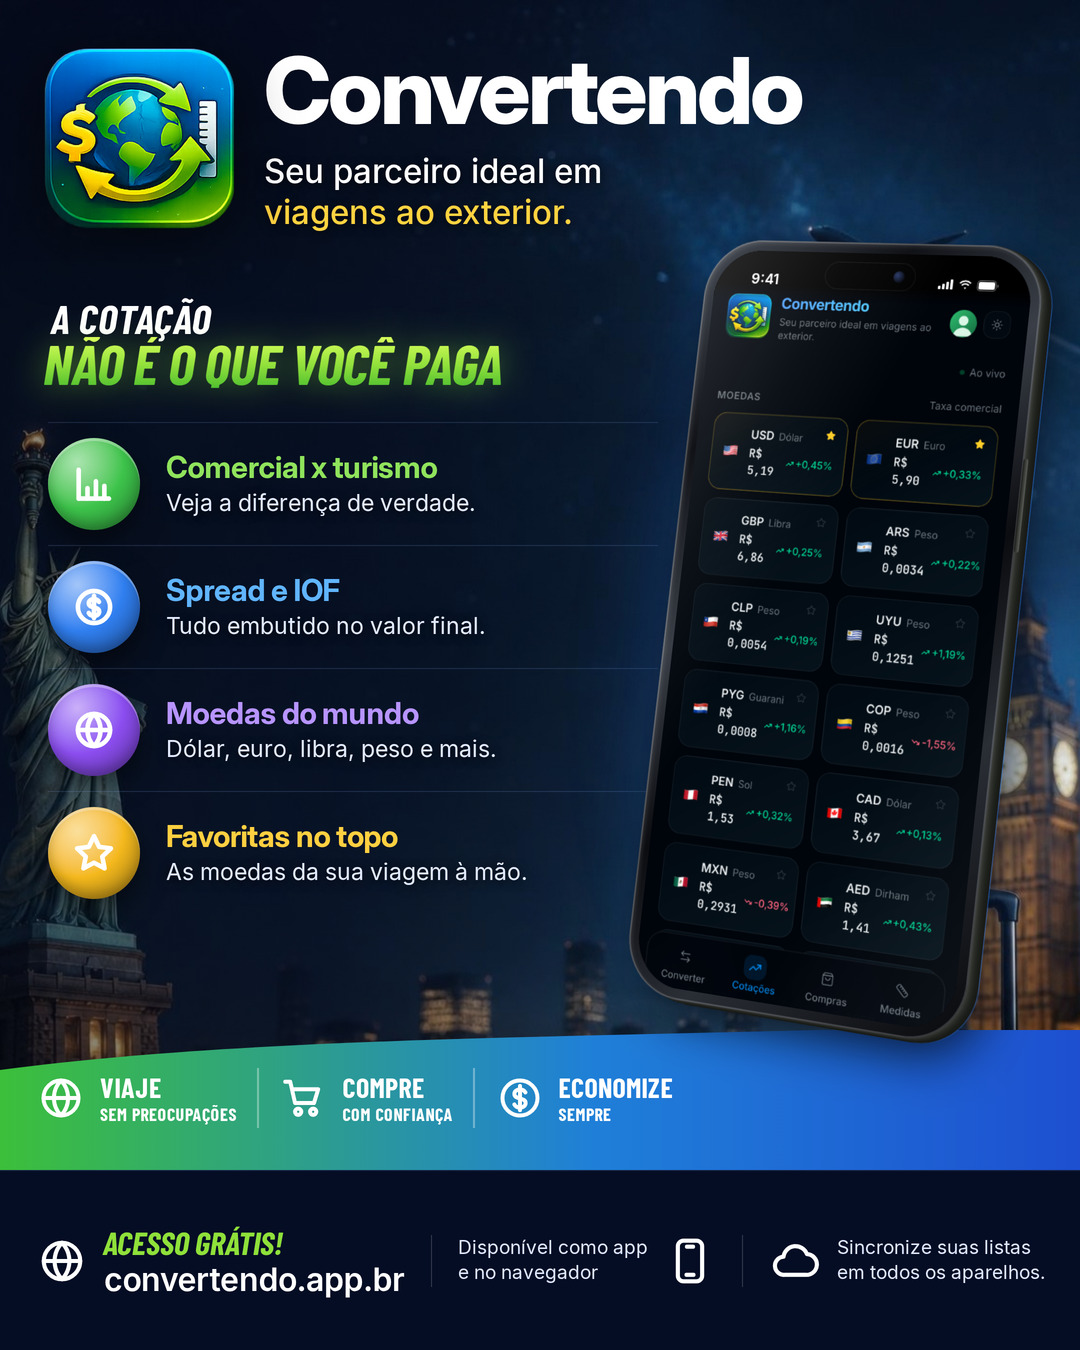 Convertendo
Seu parceiro ideal em
viagens ao exterior.
A COTAÇÃO
NÃO É O QUE VOCÊ PAGA
Comercial x turismo
Veja a diferença de verdade.
Spread e IOF
Tudo embutido no valor final.
Moedas do mundo
Dólar, euro, libra, peso e mais.
Favoritas no topo
As moedas da sua viagem à mão.
9:41
Convertendo
Seu parceiro ideal em viagens ao
exterior.
Ao vivo
MOEDAS
Taxa comercial
USD Dólar
R$
5,19
+0,45%
EUR Euro
R$
5,90
+0,33%
GBP Libra
R$
6,86
+0,25%
ARS Peso
R$
0,0034
+0,22%
CLP Peso
R$
0,0054
+0,19%
UYU Peso
R$
0,1251
+1,19%
PYG Guarani
R$
0,0008
+1,16%
COP Peso
R$
0,0016
-1,55%
PEN Sol
R$
1,53
+0,32%
CAD Dólar
R$
3,67
+0,13%
MXN Peso
R$
0,2931
-0,39%
AED Dirham
R$
1,41
+0,43%
Converter
Cotações
Compras
Medidas
VIAJE
SEM PREOCUPAÇÕES
COMPRE
COM CONFIANÇA
ECONOMIZE
SEMPRE
ACESSO GRÁTIS!
convertendo.app.br
Disponível como app
e no navegador
Sincronize suas listas
em todos os aparelhos.